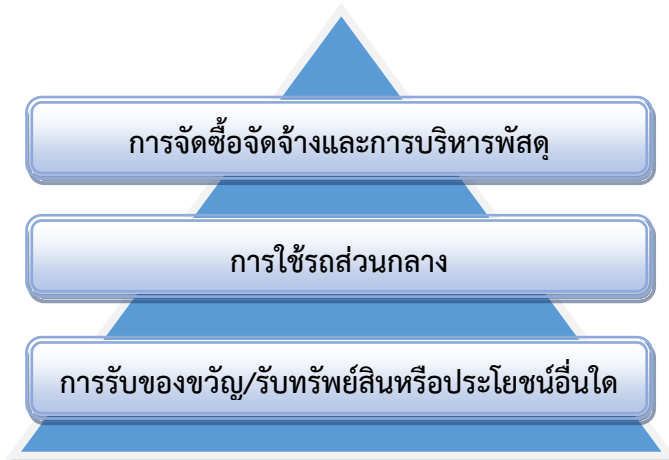 การจัดซื้อจัดจ้างและการบริหารพัสดุ
การใช้รถส่วนกลาง
การรับของขวัญ/รับทรัพย์สินหรือประโยชน์อื่นใด